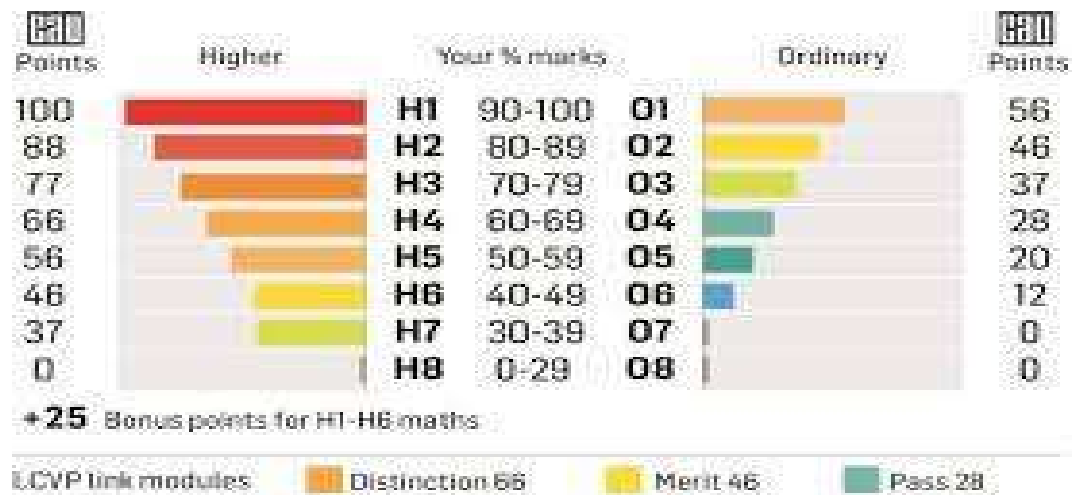 CAO CAO
Points Higher Your % marks Ordinary Points
100 H1 90-100 O1 56
88 H2 80-89 O2 46
77 H3 70-79 O3 37
66 H4 60-69 O4 28
56 H5 50-59 O5 20
46 H6 40-49 O6 12
37 H7 30-39 O7 0
0 H8 0-29 O8 0
+25 Bonus points for H1-H6 maths
LCVP link modules Distinction 66 Merit 46 Pass 28